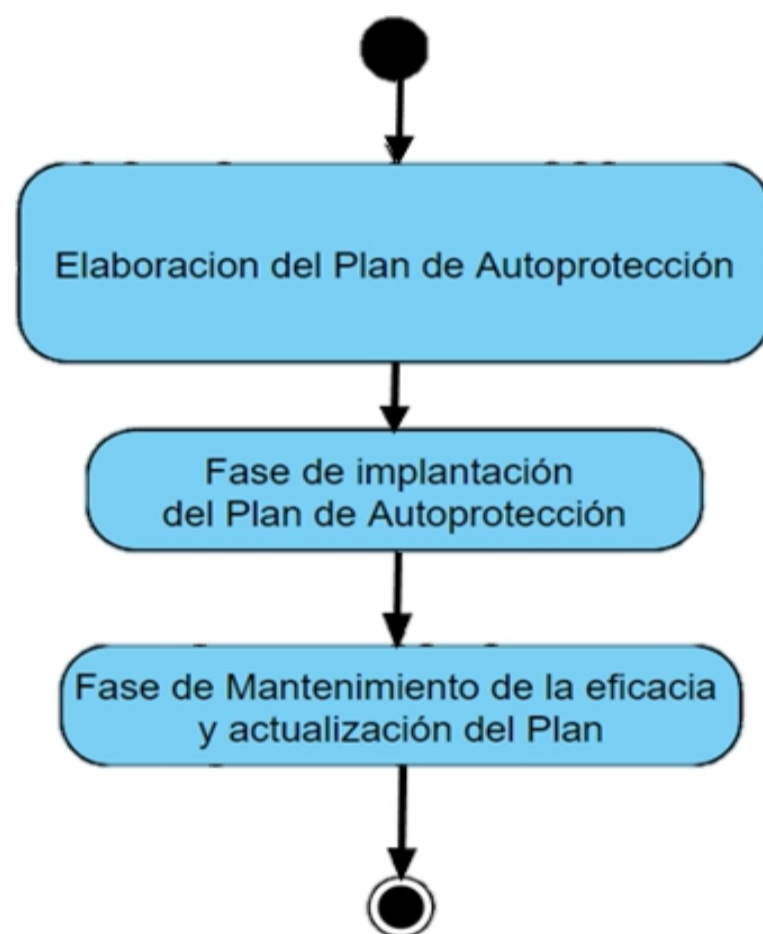 Elaboracion del Plan de Autoprotección
Fase de implantación
del Plan de Autoprotección
Fase de Mantenimiento de la eficacia
y actualización del Plan